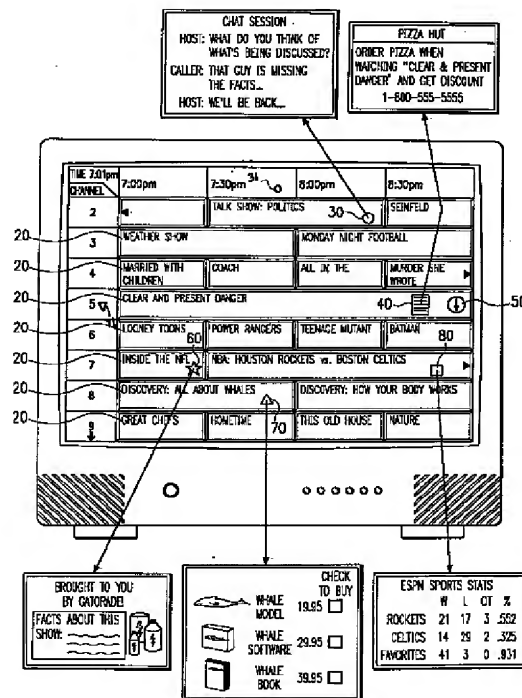 CHAT SESSION
HOST: WHAT DO YOU THINK OF
WHAT'S BEING DISCUSSED?
CALLER: THAT GUY IS MISSING
THE FACTS...
HOST: WE'LL BE BACK...
PIZZA HUT
ORDER PIZZA WHEN
WATCHING "CLEAR & PRESENT
DANGER" AND GET DISCOUNT
1-800-555-5555
TIME 7:01pm
CHANNEL
7:00pm 7:30pm 31 8:00pm 8:30pm
2 TALK SHOW: POLITICS 30 SEINFELD
20 3 WEATHER SHOW MONDAY NIGHT FOOTBALL
20 4 MARRIED WITH CHILDREN COACH ALL IN THE MURDER SHE WROTE
20 5 CLEAR AND PRESENT DANGER 40 50
20 6 LOONEY TOONS 60 POWER RANGERS TEENAGE MUTANT BATMAN 80
20 7 INSIDE THE NFL NBA: HOUSTON ROCKETS vs. BOSTON CELTICS
20 8 DISCOVERY: ALL ABOUT WHALES DISCOVERY: HOW YOUR BODY WORKS
20 9 GREAT CHEFS HOMETIME 70 THIS OLD HOUSE NATURE
BROUGHT TO YOU
BY GATORADE!
FACTS ABOUT THIS
SHOW:
CHECK
TO BUY
WHALE
MODEL 19.95
WHALE
SOFTWARE 29.95
WHALE
BOOK 39.95
ESPN SPORTS STATS
W L GT %
ROCKETS 21 17 3 .552
CELTICS 14 29 2 .325
FAVORITES 41 3 0 .931